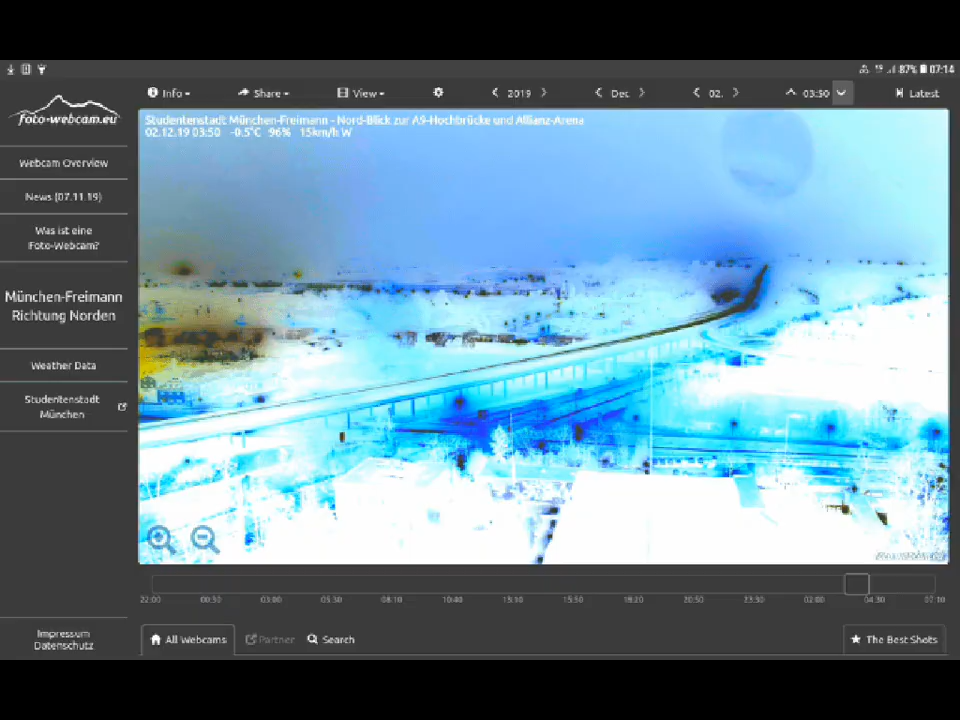 87% 07:14
Info Share View 2019 Dec 02. 03:50 Latest
foto-webcam.eu
Studentenstadt München-Freimann - Nord-Blick zur A9-Hochbrücke und Allianz-Arena
02.12.19 03:50 -0.5°C 96% 15km/h W
Webcam Overview
News (07.11.19)
Was ist eine
Foto-Webcam?
München-Freimann
Richtung Norden
Weather Data
Studentenstadt
München
22:00 00:50 03:00 05:30 08:10 10:40 13:10 15:50 18:20 20:50 23:30 02:00 04:30 07:10
Impressum
Datenschutz
All Webcams Partner Search The Best Shots